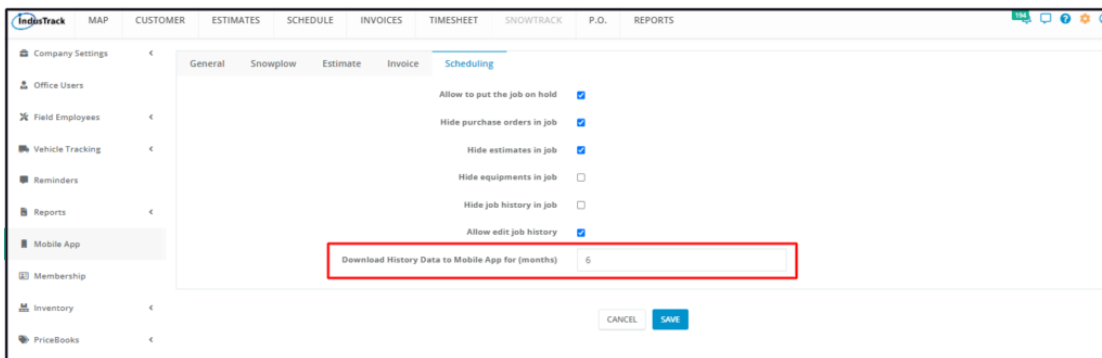 IndusTrack MAP CUSTOMER ESTIMATES SCHEDULE INVOICES TIMESHEET SNOWTRACK P.O. REPORTS 194
Company Settings
Office Users
Field Employees
Vehicle Tracking
Reminders
Reports
Mobile App
Membership
Inventory
PriceBooks
General Snowplow Estimate Invoice Scheduling
Allow to put the job on hold
Hide purchase orders in job
Hide estimates in job
Hide equipments in job
Hide job history in job
Allow edit job history
Download History Data to Mobile App for (months) 6
CANCEL SAVE